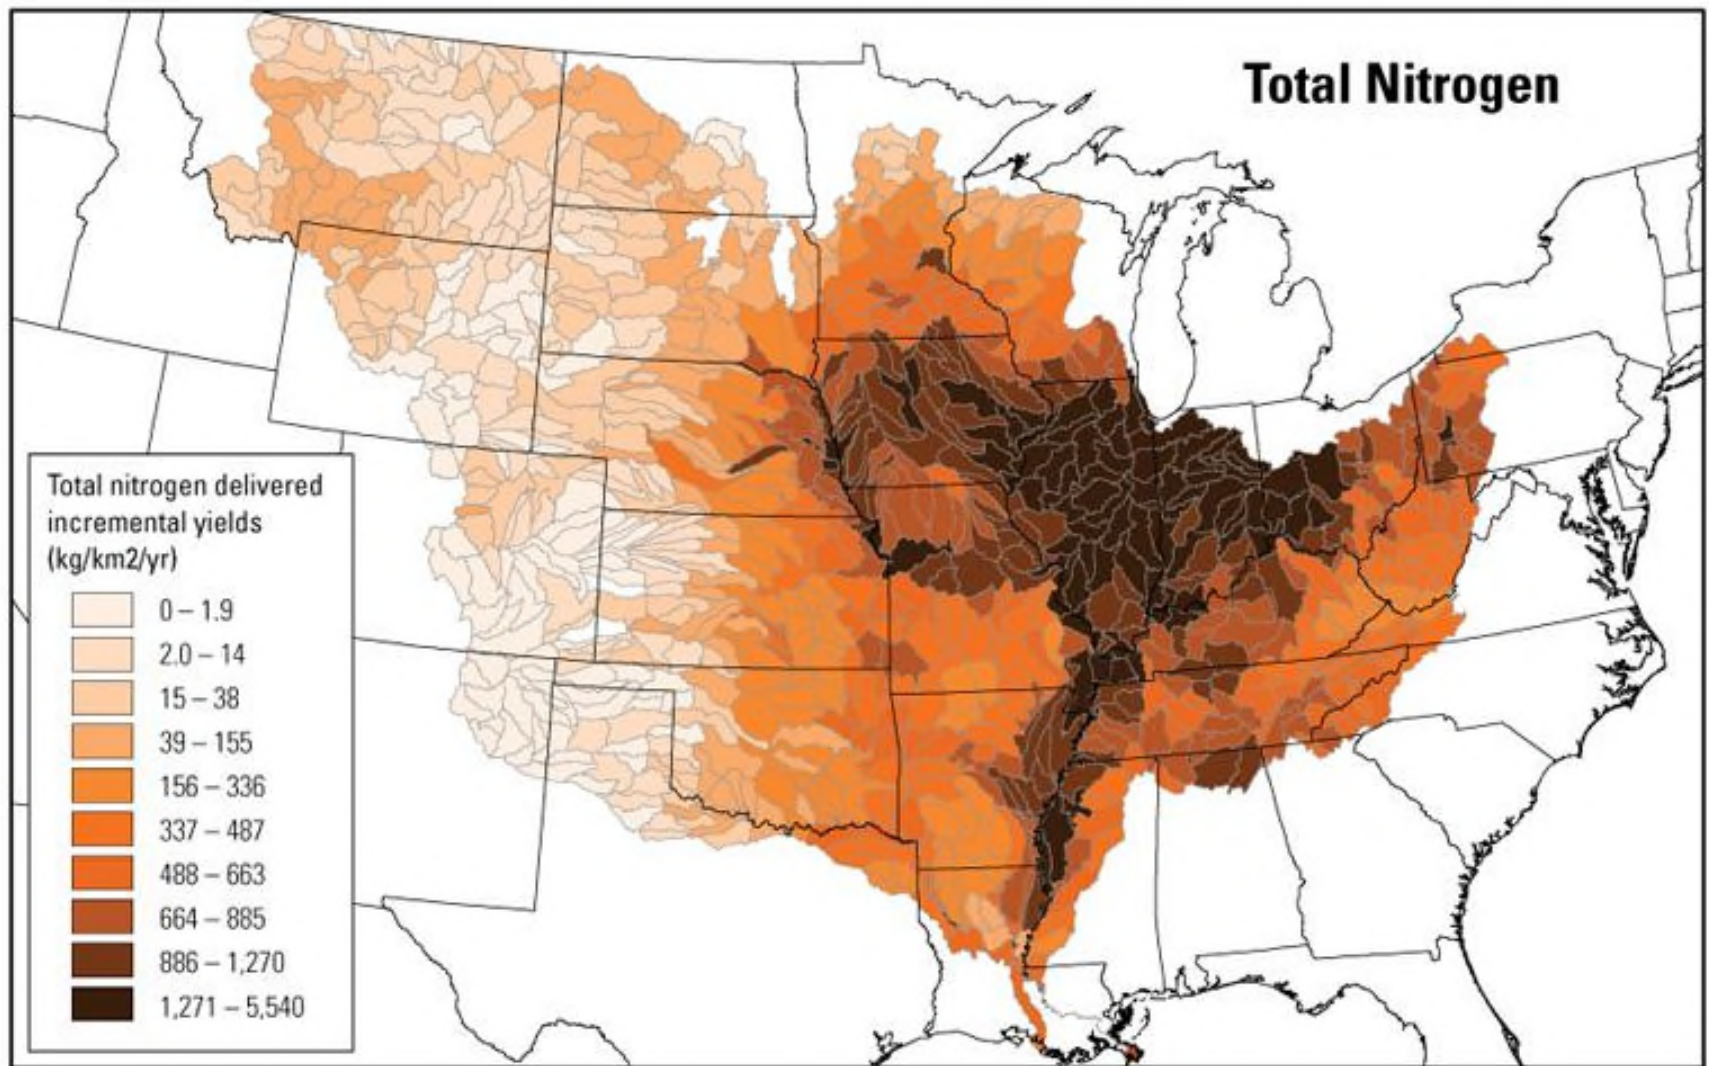 Total Nitrogen
Total nitrogen delivered
incremental yields
(kg/km2/yr)
0 – 1.9
2.0 – 14
15 – 38
39 – 155
156 – 336
337 – 487
488 – 663
664 – 885
886 – 1,270
1,271 – 5,540